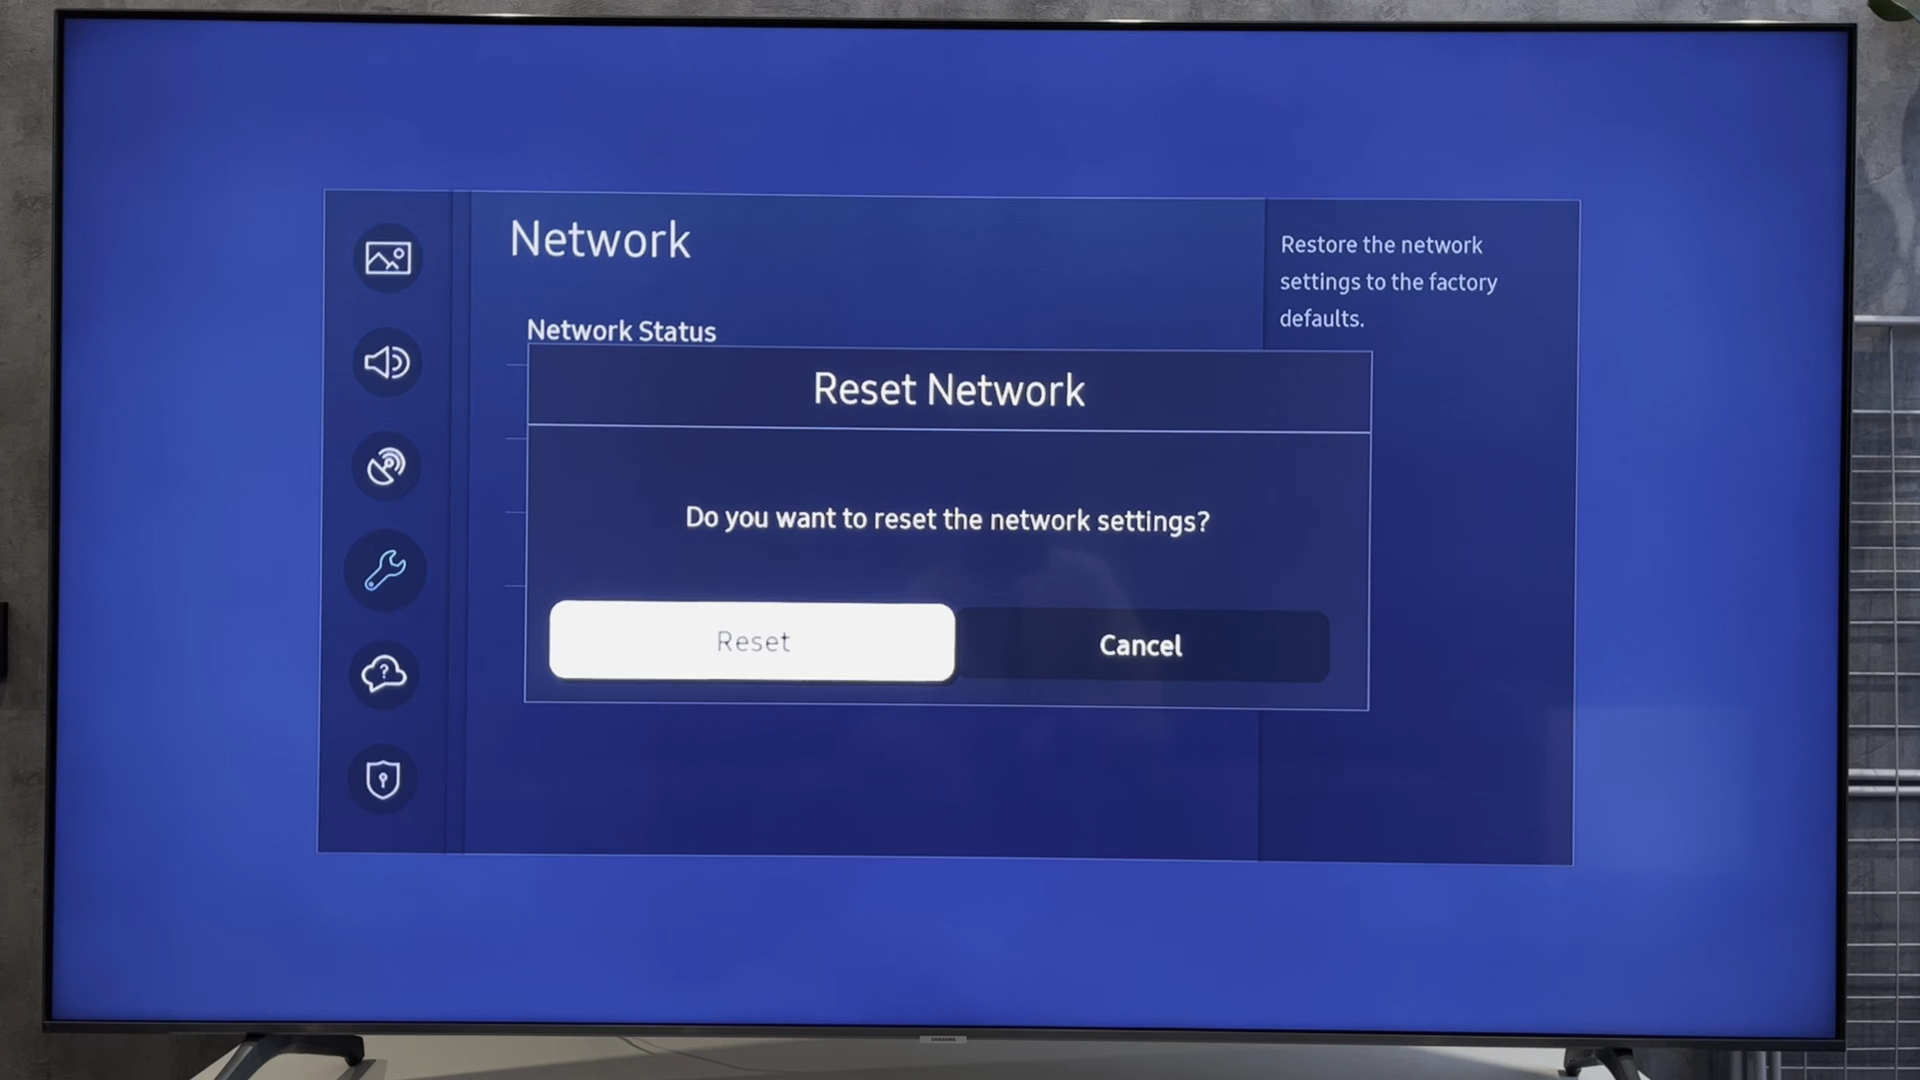 Network
Restore the network
settings to the factory
defaults.
Network Status
Reset Network
Do you want to reset the network settings?
Reset
Cancel
SAMSUNG